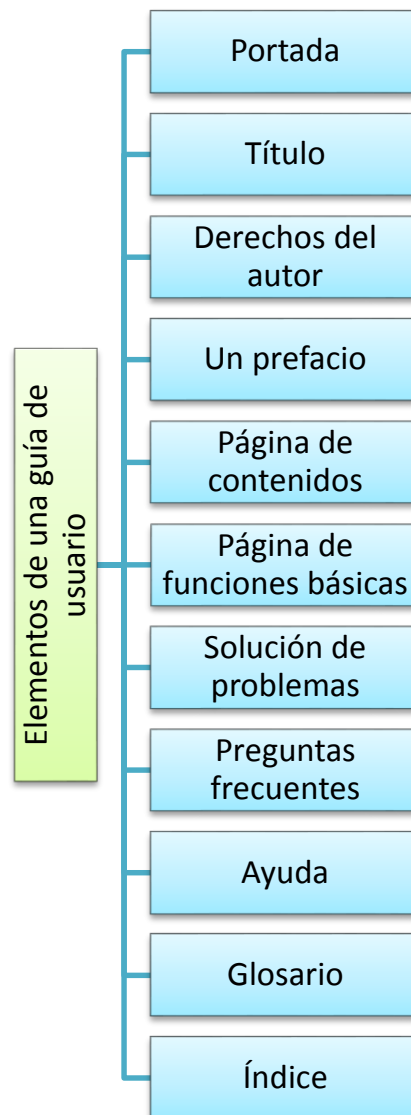 Elementos de una guía de
usuario
Portada
Título
Derechos del
autor
Un prefacio
Página de
contenidos
Página de
funciones básicas
Solución de
problemas
Preguntas
frecuentes
Ayuda
Glosario
Índice